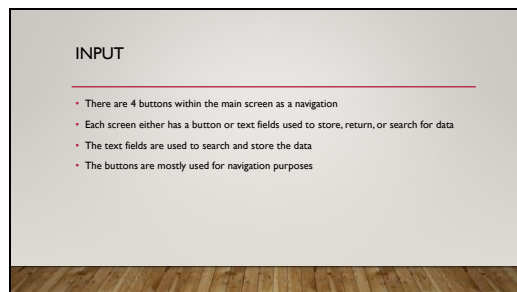 INPUT
• There are 4 buttons within the main screen as a navigation
• Each screen either has a button or text fields used to store, return, or search for data
• The text fields are used to search and store the data
• The buttons are mostly used for navigation purposes